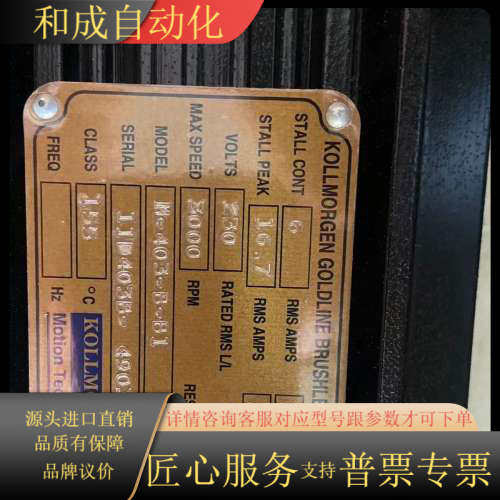 和成自动化
KOLLMORGEN GOLDLINE BRUSHLE
STALL CONT 6 RMS AMPS
STALL PEAK 16.7 RMS AMPS
VOLTS 230 RATED RMS L/L
MAX SPEED 3000 RPM RES
MODEL M-403-B-B1
SERIAL
CLASS 155 °C KOLLMO
FREQ Hz Motion Tec
源头进口直销
品质有保障
品牌议价
详情咨询客服对应型号跟参数才可下单
匠心服务支持普票专票